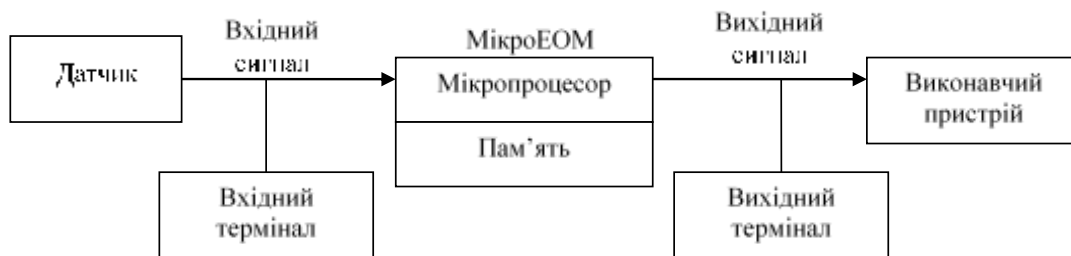 Датчик
Вхідний
сигнал
МікроЕОМ
Мікропроцесор
Пам’ять
Вихідний
сигнал
Виконавчий
пристрій
Вхідний
термінал
Вихідний
термінал